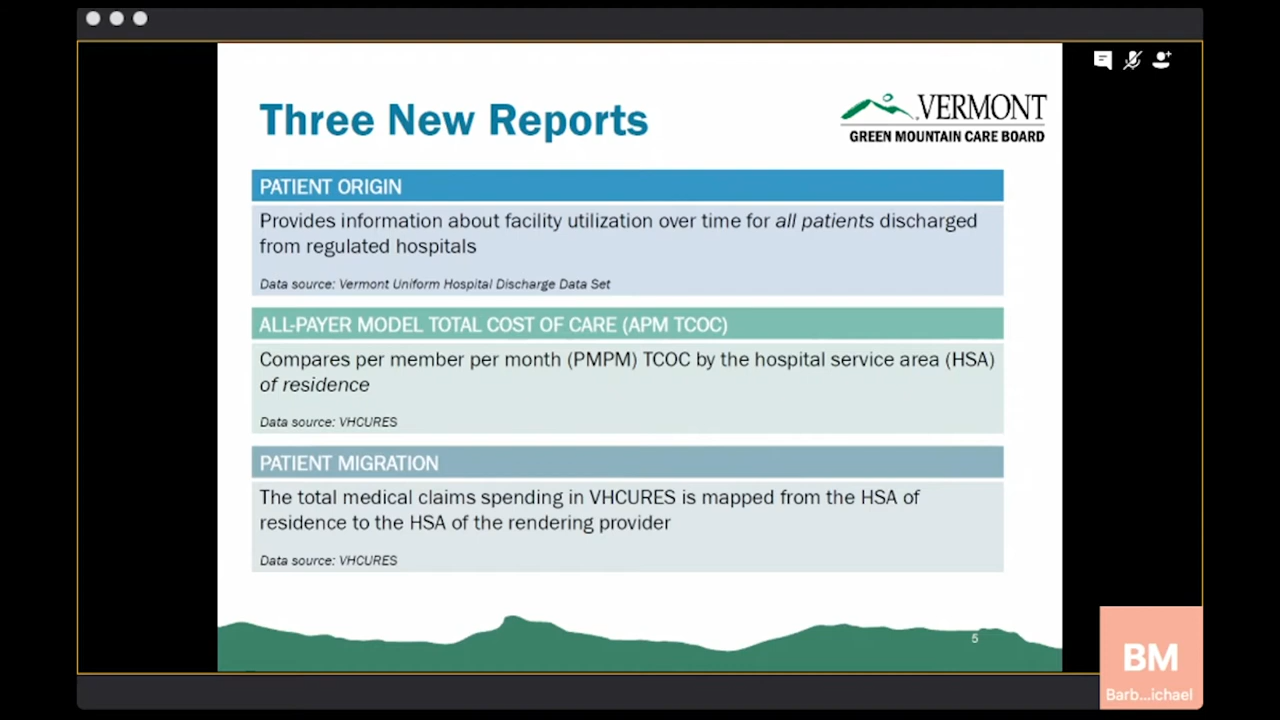 Three New Reports
VERMONT
GREEN MOUNTAIN CARE BOARD
PATIENT ORIGIN
Provides information about facility utilization over time for all patients discharged
from regulated hospitals
Data source: Vermont Uniform Hospital Discharge Data Set
ALL-PAYER MODEL TOTAL COST OF CARE (APM TCOC)
Compares per member per month (PMPM) TCOC by the hospital service area (HSA)
of residence
Data source: VHCURES
PATIENT MIGRATION
The total medical claims spending in VHCURES is mapped from the HSA of
residence to the HSA of the rendering provider
Data source: VHCURES
5
BM
Barb...ichael